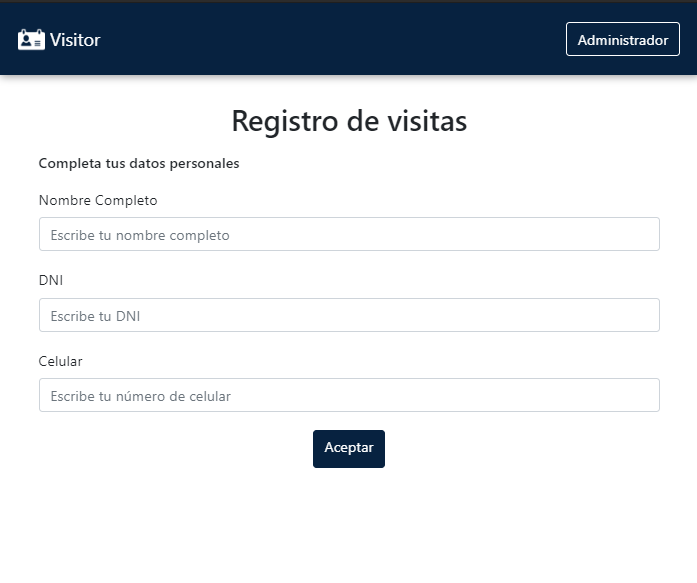 Visitor
Administrador
Registro de visitas
Completa tus datos personales
Nombre Completo
Escribe tu nombre completo
DNI
Escribe tu DNI
Celular
Escribe tu número de celular
Aceptar